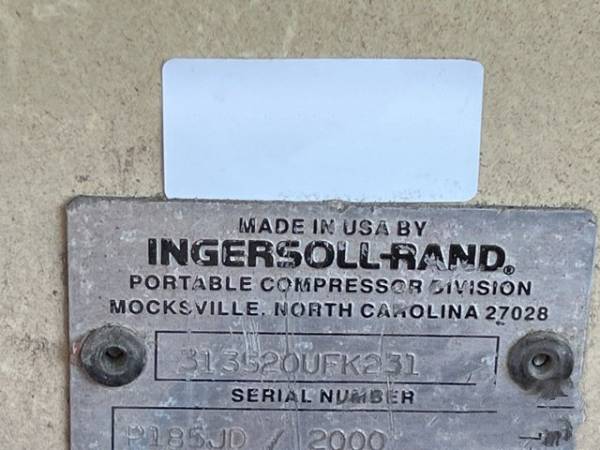 MADE IN USA BY
INGERSOLL-RAND®
PORTABLE COMPRESSOR DIVISION
MOCKSVILLE, NORTH CAROLINA 27028
313520UFK231
SERIAL NUMBER
P185JD / 2000